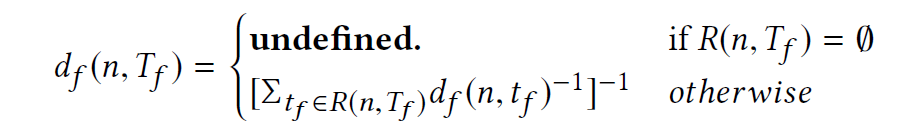 d_f(n, T_f) = { undefined. if R(n, T_f) = ∅
[Σ_{t_f∈R(n,T_f)} d_f(n, t_f)^{-1}]^{-1} otherwise